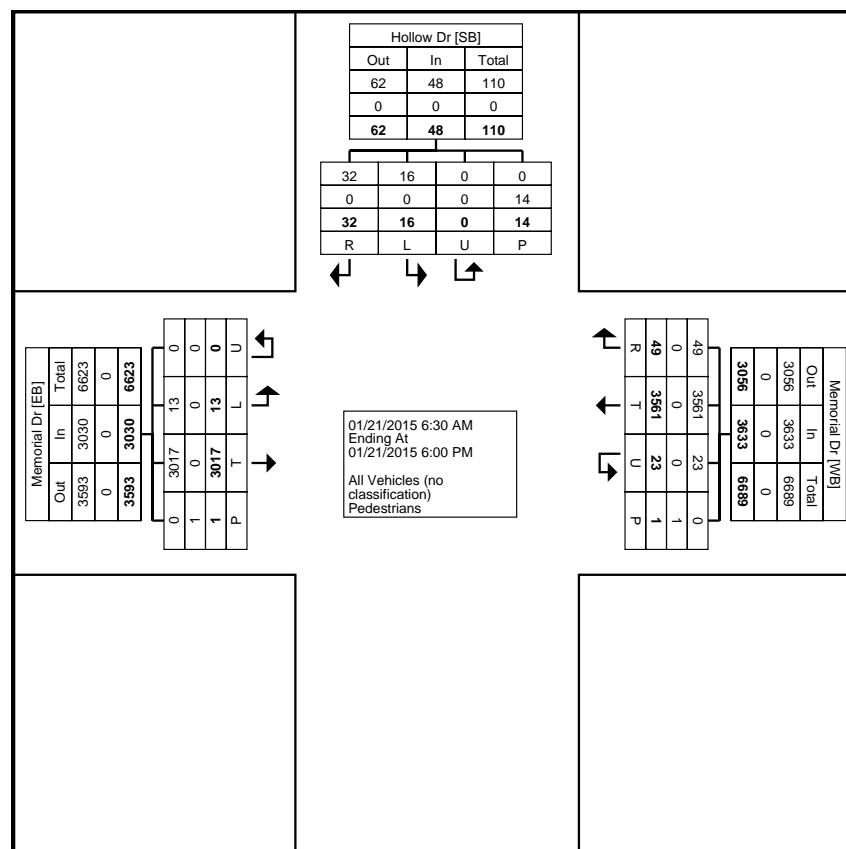 Hollow Dr [SB]
Out In Total
62 48 110
0 0 0
62 48 110
32 16 0 0
0 0 0 14
32 16 0 14
R L U P
Memorial Dr [EB]
Total In Out
6623 3030 3593
0 0 0
6623 3030 3593
0 13 3017 0
0 0 0 1
0 13 3017 1
U L T P
01/21/2015 6:30 AM
Ending At
01/21/2015 6:00 PM
All Vehicles (no
classification)
Pedestrians
R T U P
49 3561 23 1
0 0 0 1
49 3561 23 0
Memorial Dr [WB]
Out In Total
3056 3633 6689
0 0 0
3056 3633 6689